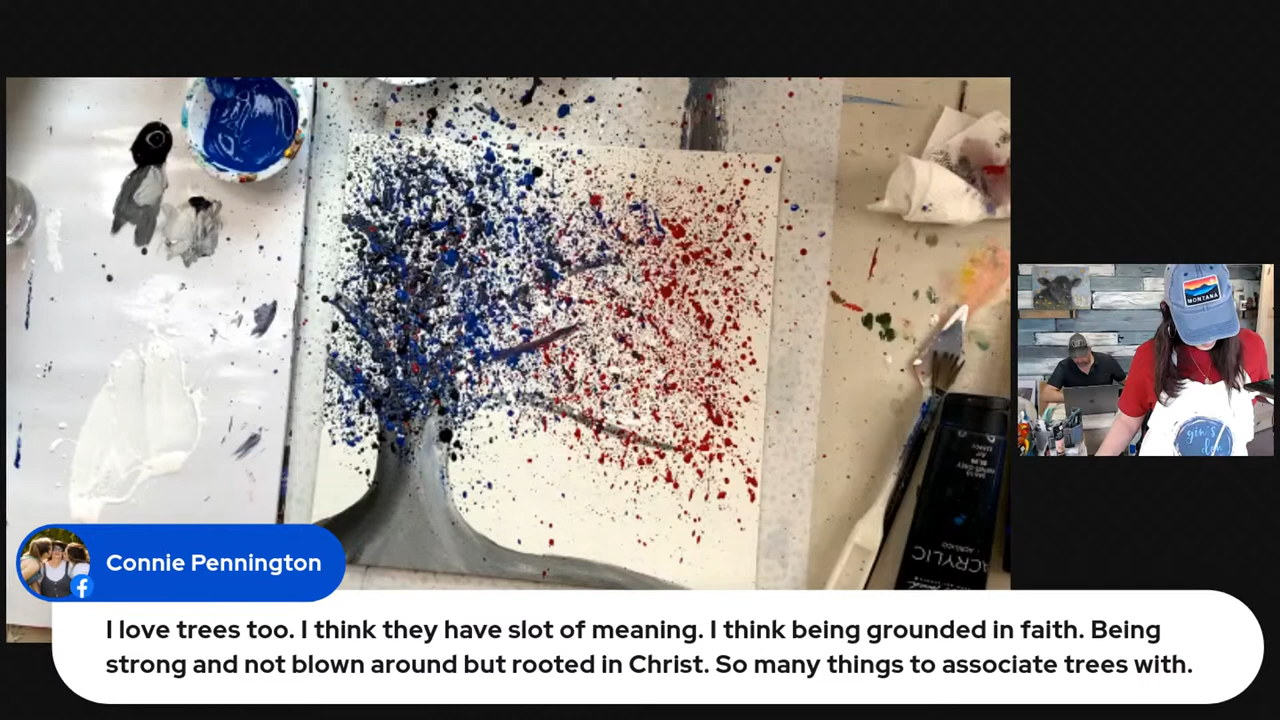 MONTANA
gin's
ACRYLIC
Connie Pennington
I love trees too. I think they have slot of meaning. I think being grounded in faith. Being
strong and not blown around but rooted in Christ. So many things to associate trees with.